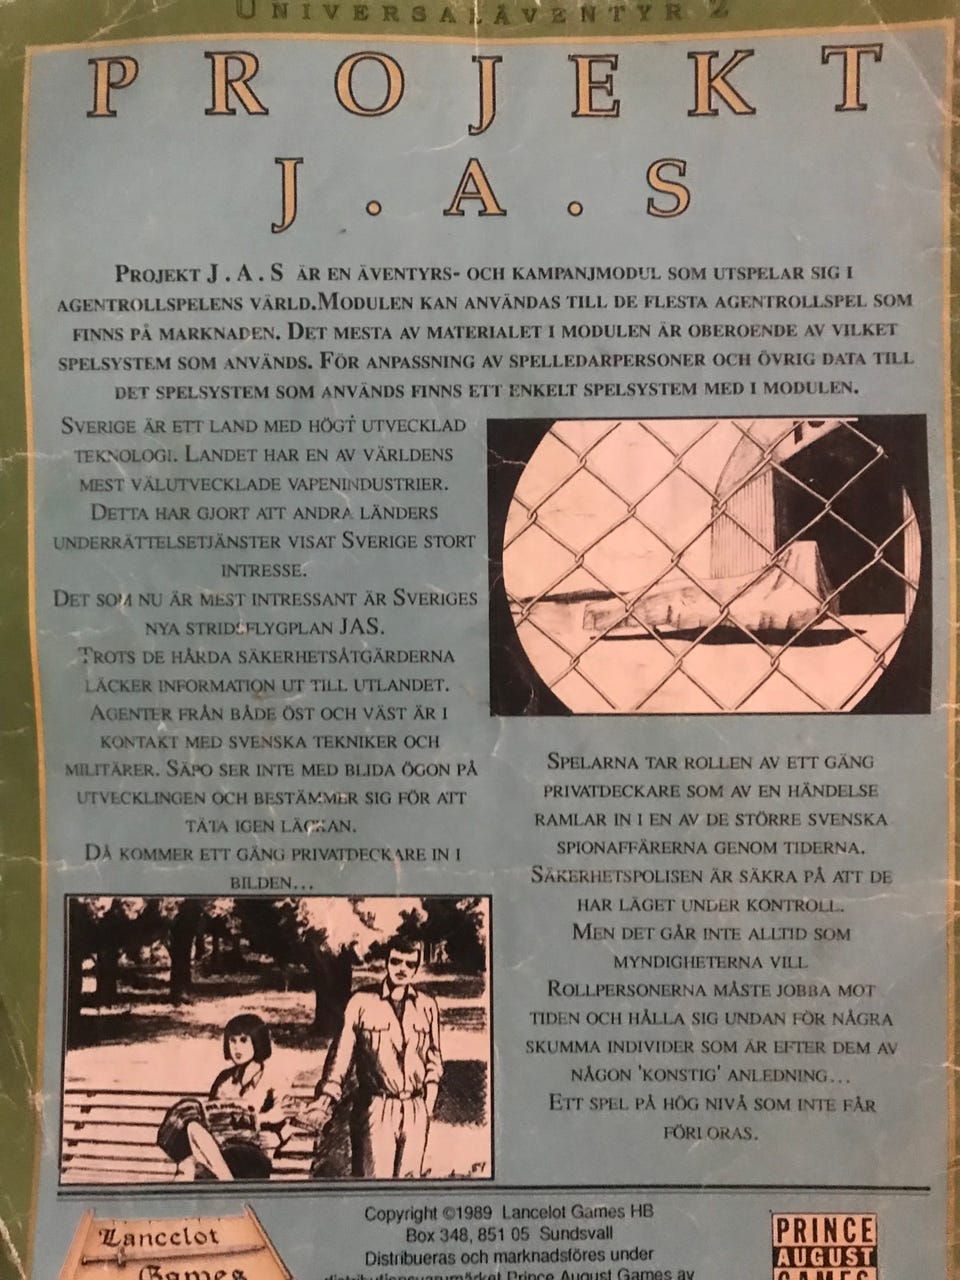 UNIVERSALÄVENTYR 2
PROJEKT
J.A.S
PROJEKT J.A.S ÄR EN ÄVENTYRS- OCH KAMPANJMODUL SOM UTSPELAR SIG I
AGENTROLLSPELENS VÄRLD.MODULEN KAN ANVÄNDAS TILL DE FLESTA AGENTROLLSPEL SOM
FINNS PÅ MARKNADEN. DET MESTA AV MATERIALET I MODULEN ÄR OBEROENDE AV VILKET
SPELSYSTEM SOM ANVÄNDS. FÖR ANPASSNING AV SPELLEDARPERSONER OCH ÖVRIG DATA TILL
DET SPELSYSTEM SOM ANVÄNDS FINNS ETT ENKELT SPELSYSTEM MED I MODULEN.
SVERIGE ÄR ETT LAND MED HÖGT UTVECKLAD
TEKNOLOGI. LANDET HAR EN AV VÄRLDENS
MEST VÄLUTVECKLADE VAPENINDUSTRIER.
DETTA HAR GJORT ATT ANDRA LÄNDERS
UNDERRÄTTELSETJÄNSTER VISAT SVERIGE STORT
INTRESSE.
DET SOM NU ÄR MEST INTRESSANT ÄR SVERIGES
NYA STRIDSFLYGPLAN JAS.
TROTS DE HÅRDA SÄKERHETSÅTGÄRDERNA
LÄCKER INFORMATION UT TILL UTLANDET.
AGENTER FRÅN BÅDE ÖST OCH VÄST ÄR I
KONTAKT MED SVENSKA TEKNIKER OCH
MILITÄRER. SÄPO SER INTE MED BLIDA ÖGON PÅ
UTVECKLINGEN OCH BESTÄMMER SIG FÖR ATT
TÄTA IGEN LÄCKAN.
DÅ KOMMER ETT GÄNG PRIVATDECKARE IN I
BILDEN...
SPELARNA TAR ROLLEN AV ETT GÄNG
PRIVATDECKARE SOM AV EN HÄNDELSE
RAMLAR IN I EN AV DE STÖRRE SVENSKA
SPIONAFFÄRERNA GENOM TIDERNA.
SÄKERHETSPOLISEN ÄR SÄKRA PÅ ATT DE
HAR LÄGET UNDER KONTROLL.
MEN DET GÅR INTE ALLTID SOM
MYNDIGHETERNA VILL
ROLLPERSONERNA MÅSTE JOBBA MOT
TIDEN OCH HÅLLA SIG UNDAN FÖR NÅGRA
SKUMMA INDIVIDER SOM ÄR EFTER DEM AV
NÅGON 'KONSTIG' ANLEDNING...
ETT SPEL PÅ HÖG NIVÅ SOM INTE FÅR
FÖRLORAS.
Lancelot
Games
Copyright ©1989 Lancelot Games HB
Box 348, 851 05 Sundsvall
Distribueras och marknadsföres under
distributionsvarumärket Prince August Games av
PRINCE
AUGUST
GAMES